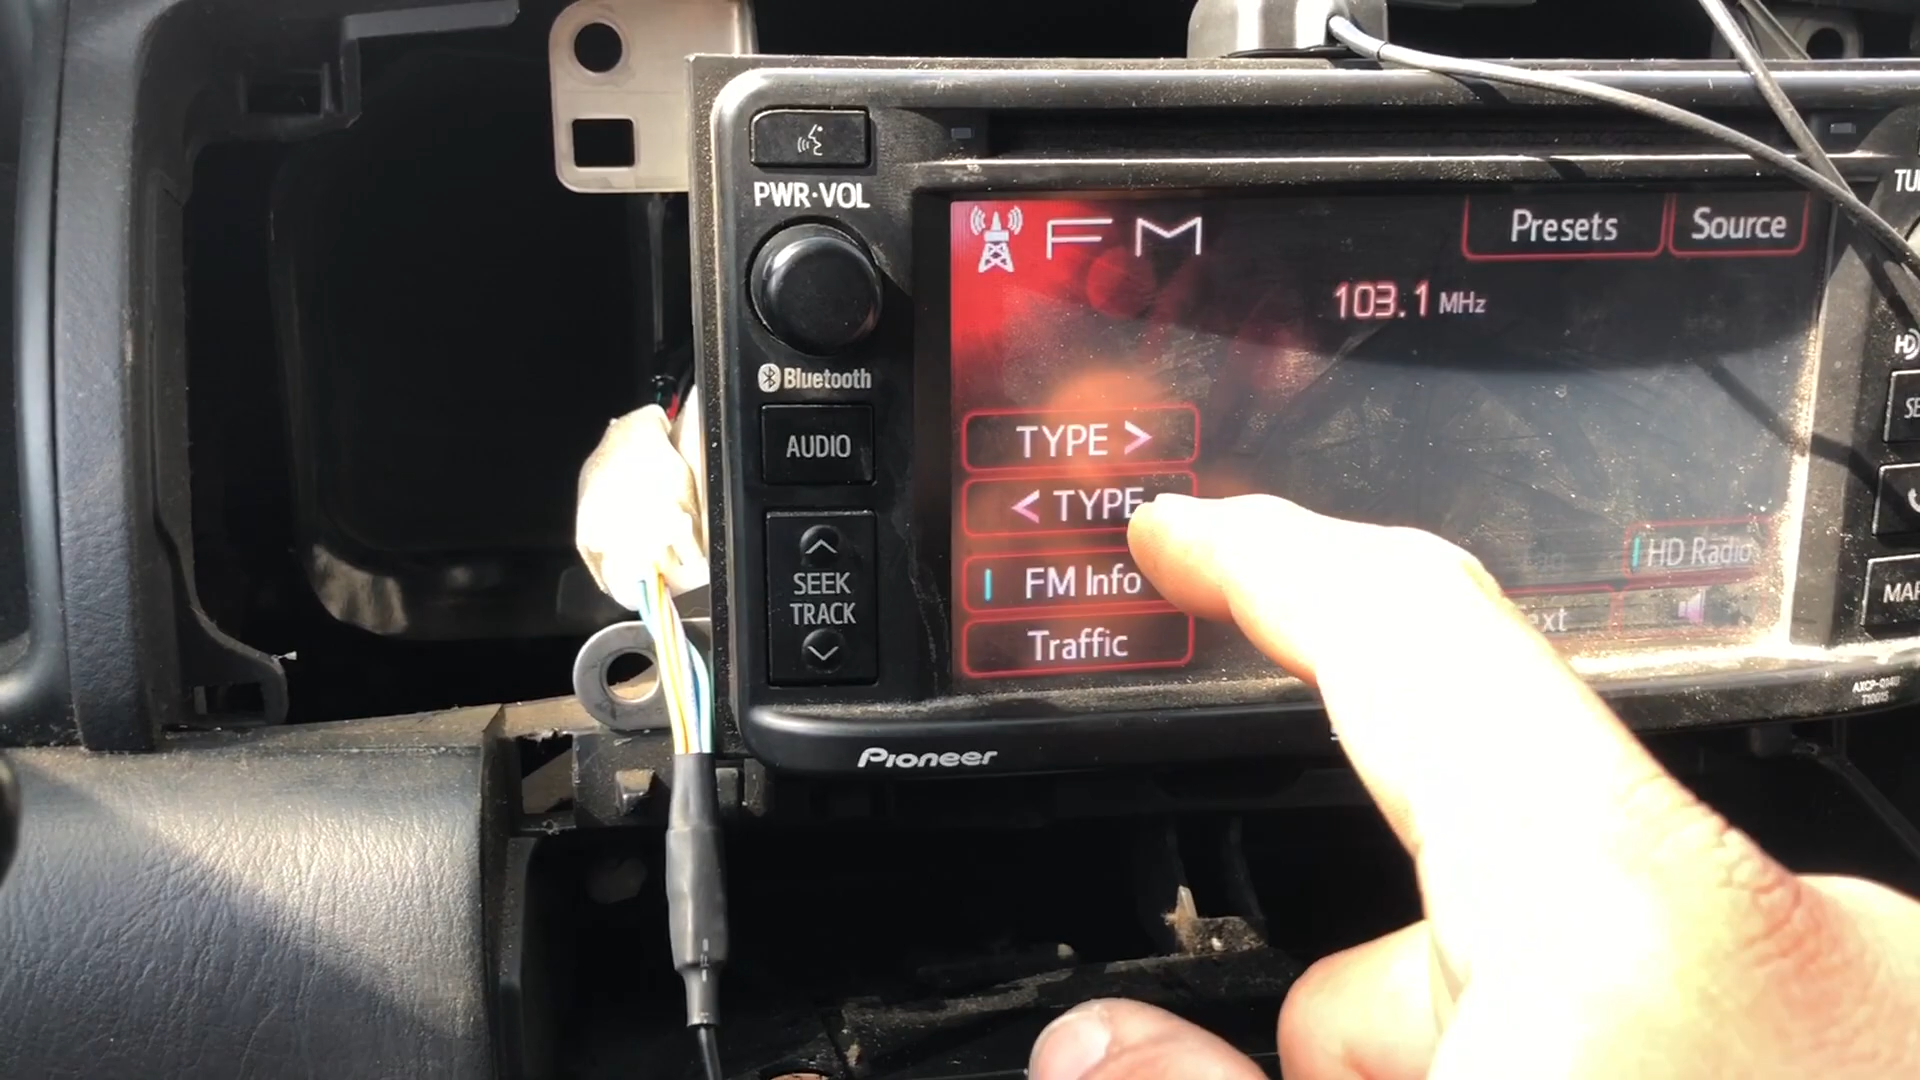 PWR·VOL
Bluetooth
AUDIO
SEEK
TRACK
FM
Presets
Source
103.1 MHz
TYPE >
< TYPE
FM Info
Traffic
HD Radio
Pioneer